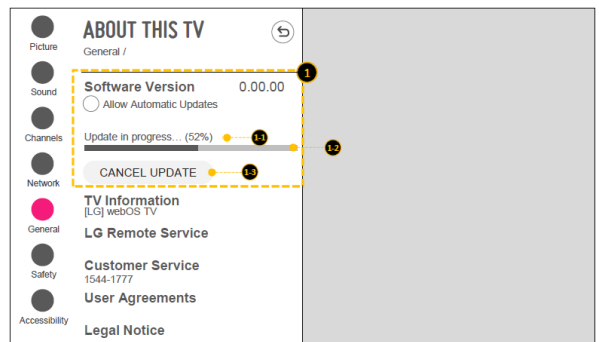 Picture
Sound
Channels
Network
General
Safety
Accessibility
ABOUT THIS TV
General /
1
Software Version 0.00.00
Allow Automatic Updates
Update in progress... (52%) 1-1
1-2
CANCEL UPDATE 1-3
TV Information
[LG] webOS TV
LG Remote Service
Customer Service
1544-1777
User Agreements
Legal Notice